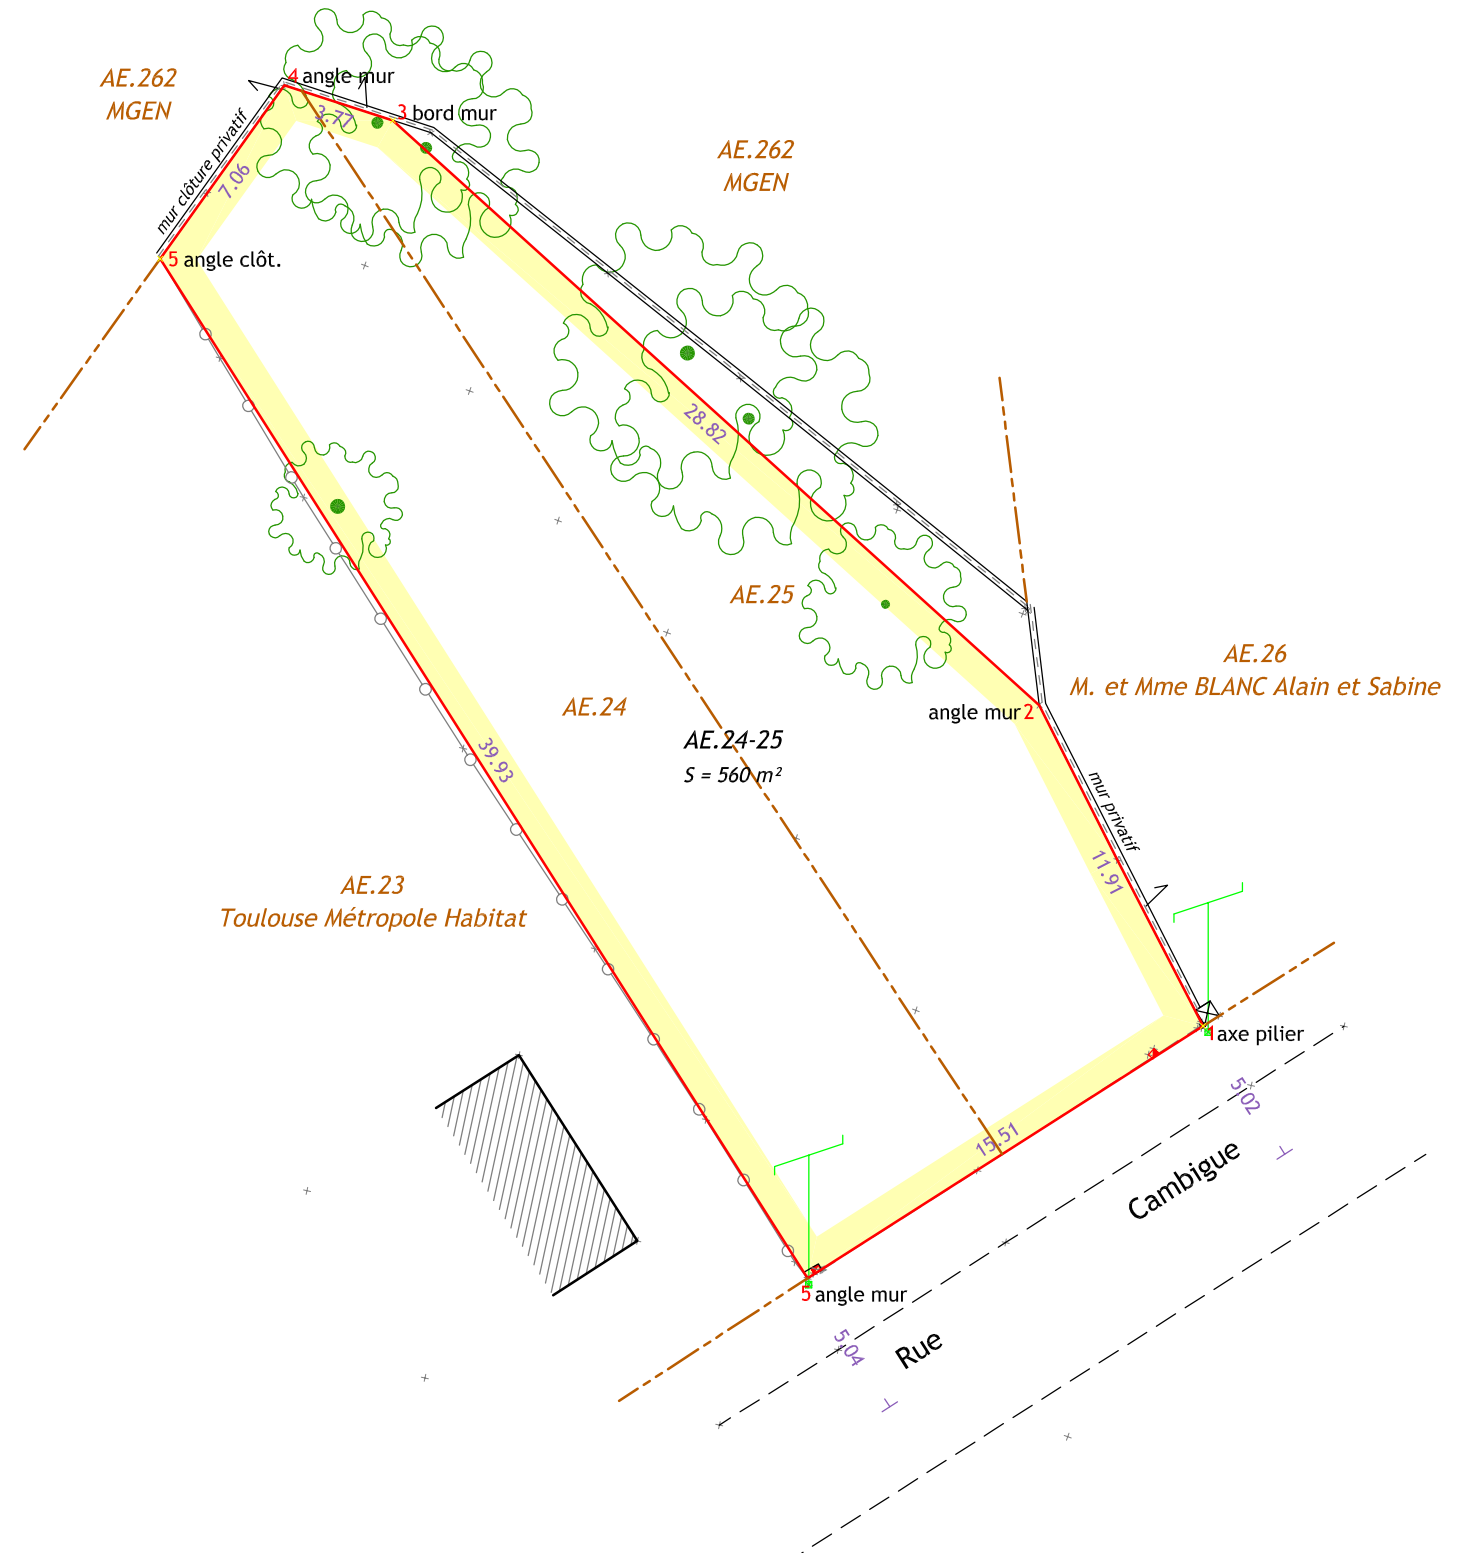 AE.262
MGEN
4 angle mur
3.77
3 bord mur
mur clôture privatif
7.06
AE.262
MGEN
5 angle clôt.
28.82
AE.25
AE.26
M. et Mme BLANC Alain et Sabine
AE.24
angle mur 2
AE.24-25
S = 560 m²
39.93
mur privatif
11.91
AE.23
Toulouse Métropole Habitat
1 axe pilier
15.51
5.02
Cambigue
5 angle mur
5.04
Rue